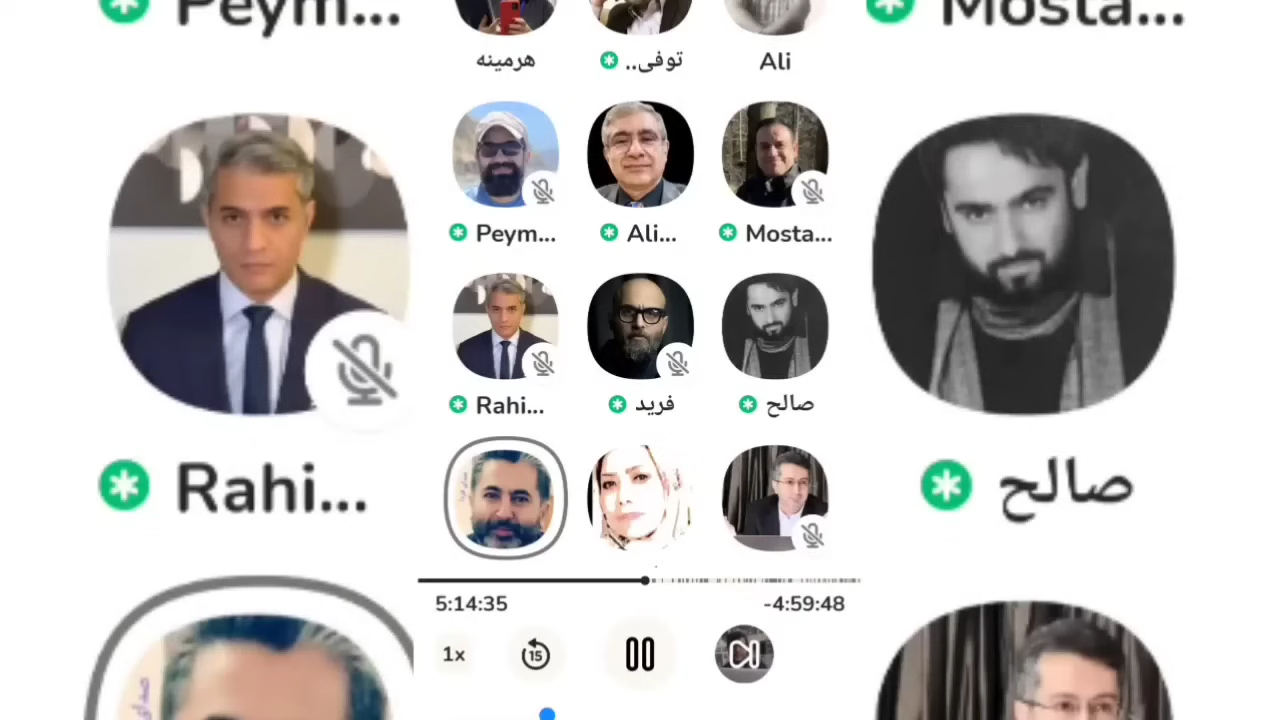 Peym...
Mosta...
هرمینه
توفی..
Ali
Peym...
Ali...
Mosta...
Rahi...
فرید
صالح
Rahi...
صالح
5:14:35
-4:59:48
1x
15
صدای